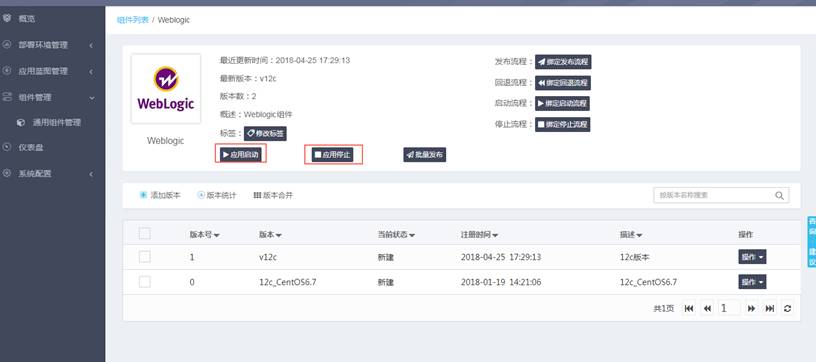 概览
部署环境管理
应用蓝图管理
组件管理
通用组件管理
仪表盘
系统配置
组件列表 / Weblogic
WebLogic
Weblogic
最近更新时间：2018-04-25 17:29:13
最新版本：v12c
版本数：2
概述：Weblogic组件
标签： 修改标签
应用启动 应用停止 批量发布
发布流程： 绑定发布流程
回退流程： 绑定回退流程
启动流程： 绑定启动流程
停止流程： 绑定停止流程
添加版本 版本统计 版本合并 按版本名称搜索
版本号 版本 当前状态 注册时间 描述 操作
1 v12c 新建 2018-04-25 17:29:13 12c版本 操作
0 12c_CentOS6.7 新建 2018-01-19 14:21:06 12c_CentOS6.7 操作
共1页 1
咨询
建议